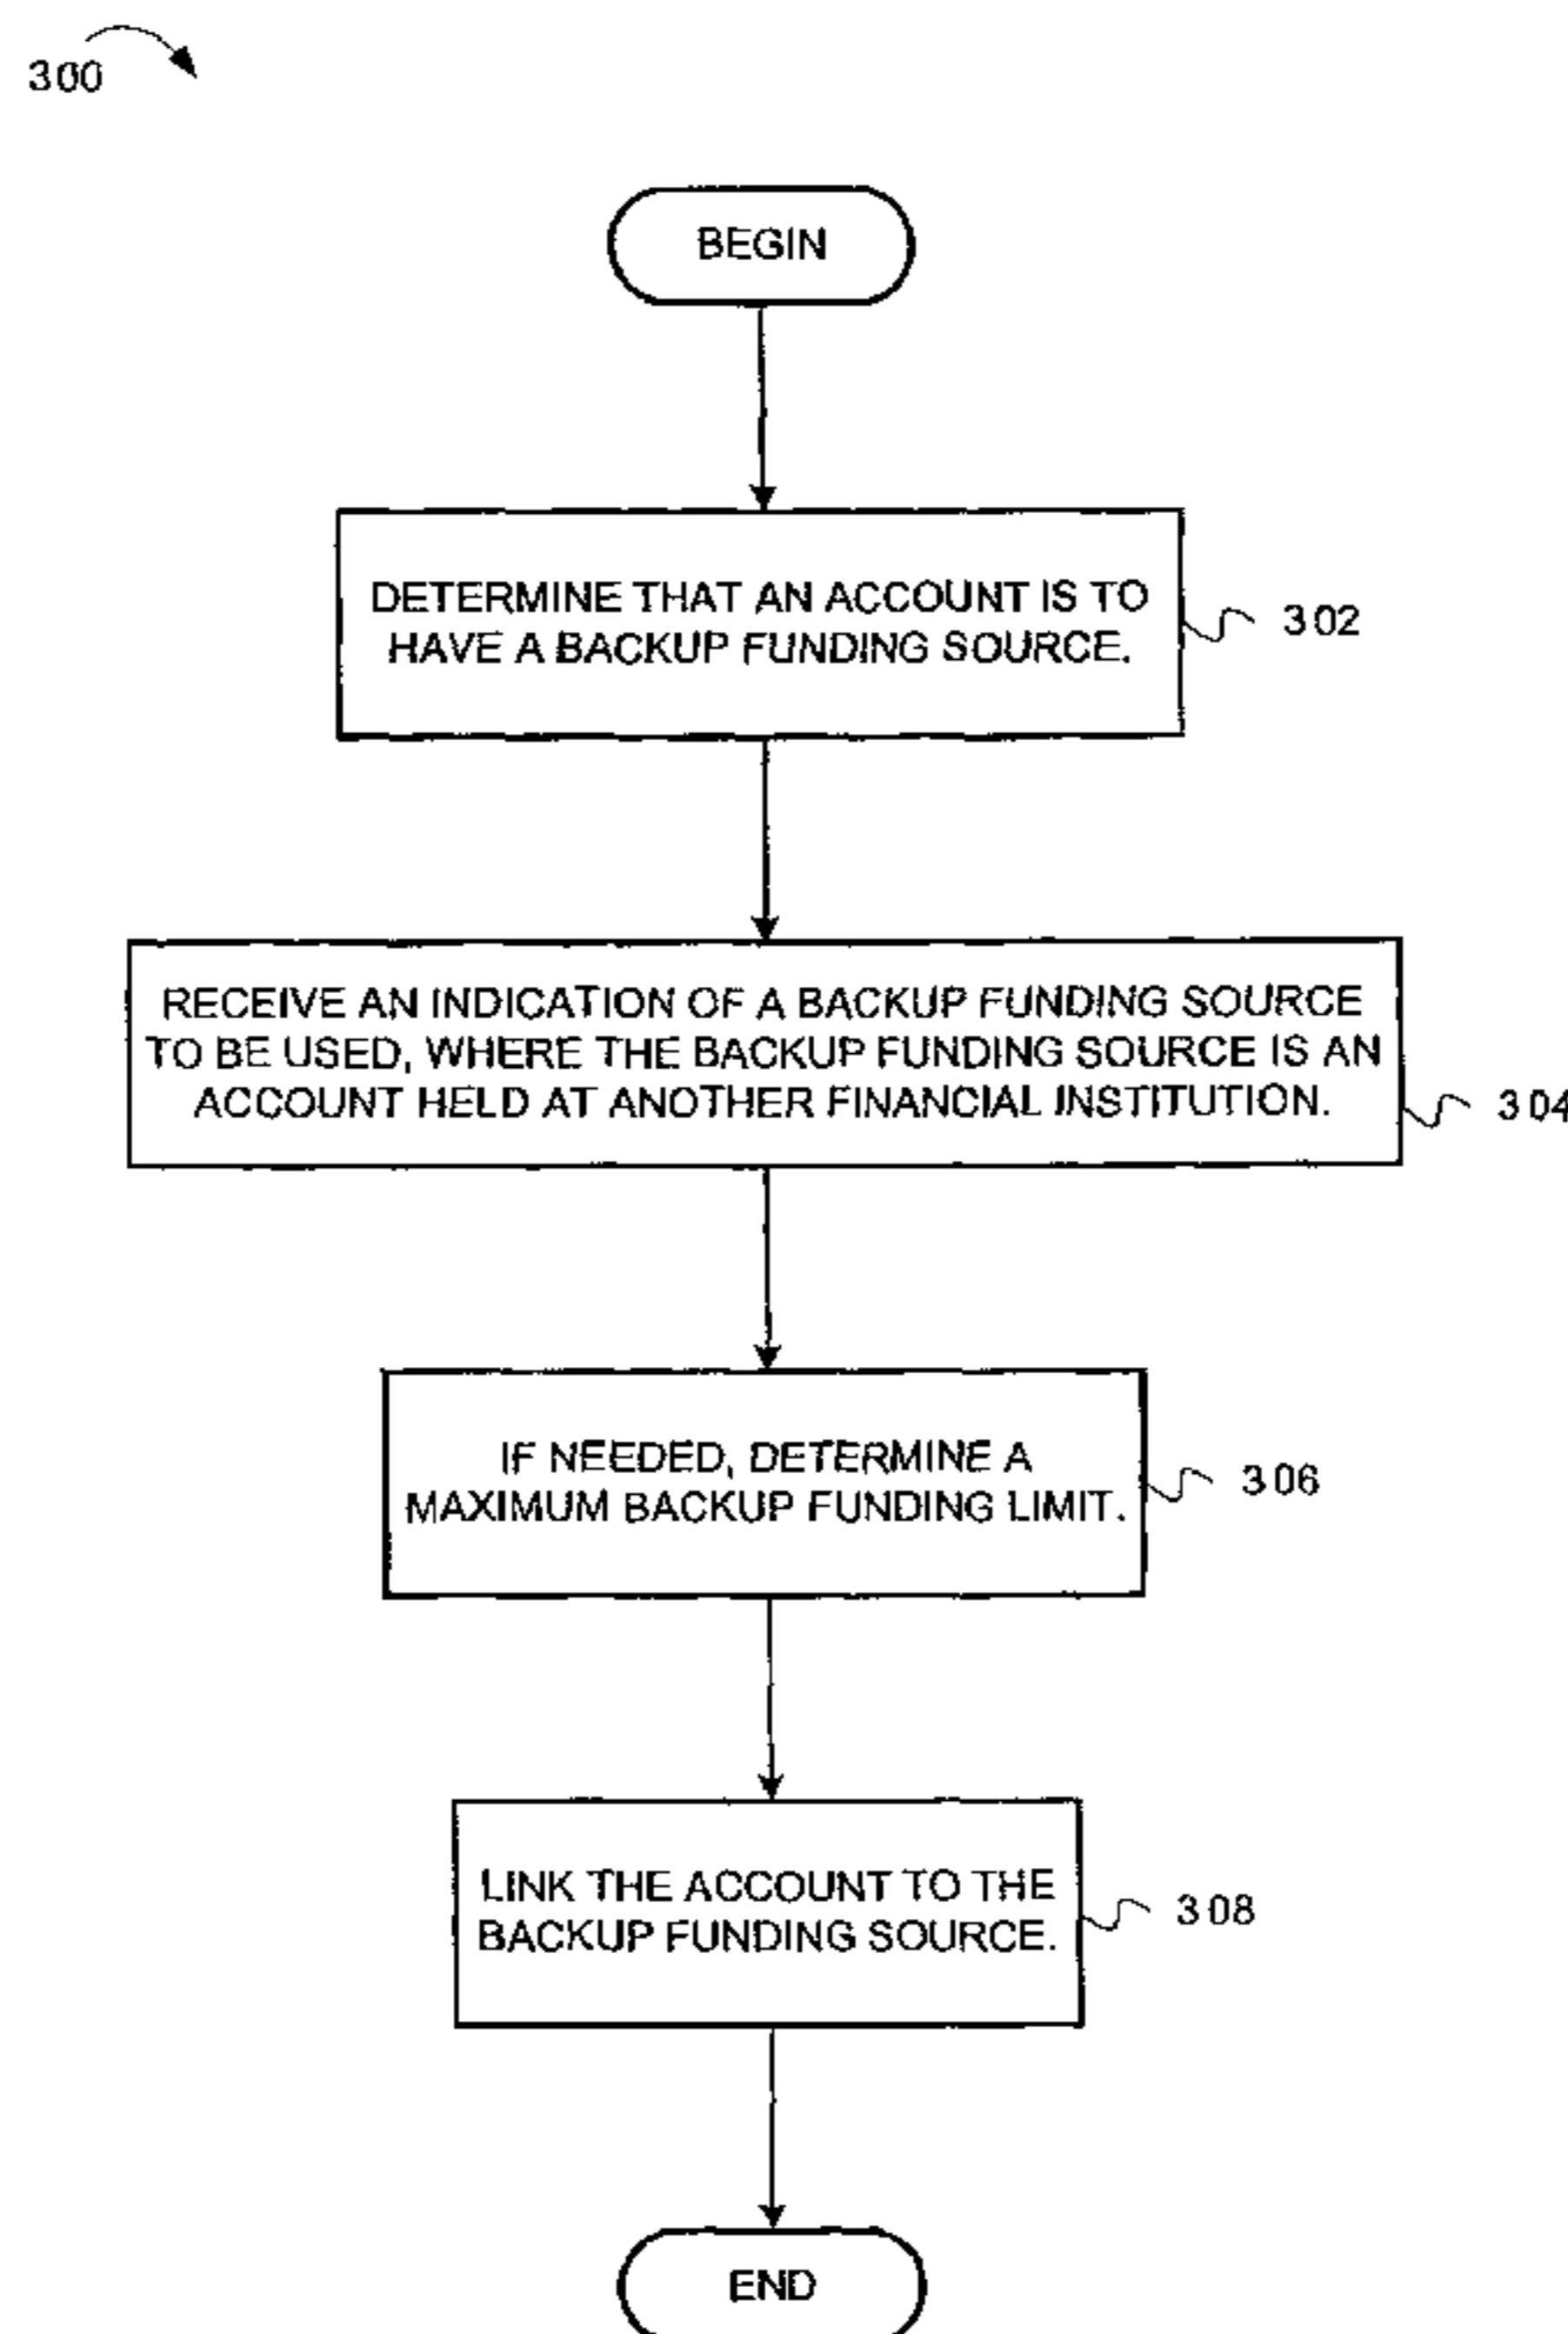 300
BEGIN
DETERMINE THAT AN ACCOUNT IS TO
HAVE A BACKUP FUNDING SOURCE.
302
RECEIVE AN INDICATION OF A BACKUP FUNDING SOURCE
TO BE USED, WHERE THE BACKUP FUNDING SOURCE IS AN
ACCOUNT HELD AT ANOTHER FINANCIAL INSTITUTION.
304
IF NEEDED, DETERMINE A
MAXIMUM BACKUP FUNDING LIMIT.
306
LINK THE ACCOUNT TO THE
BACKUP FUNDING SOURCE.
308
END